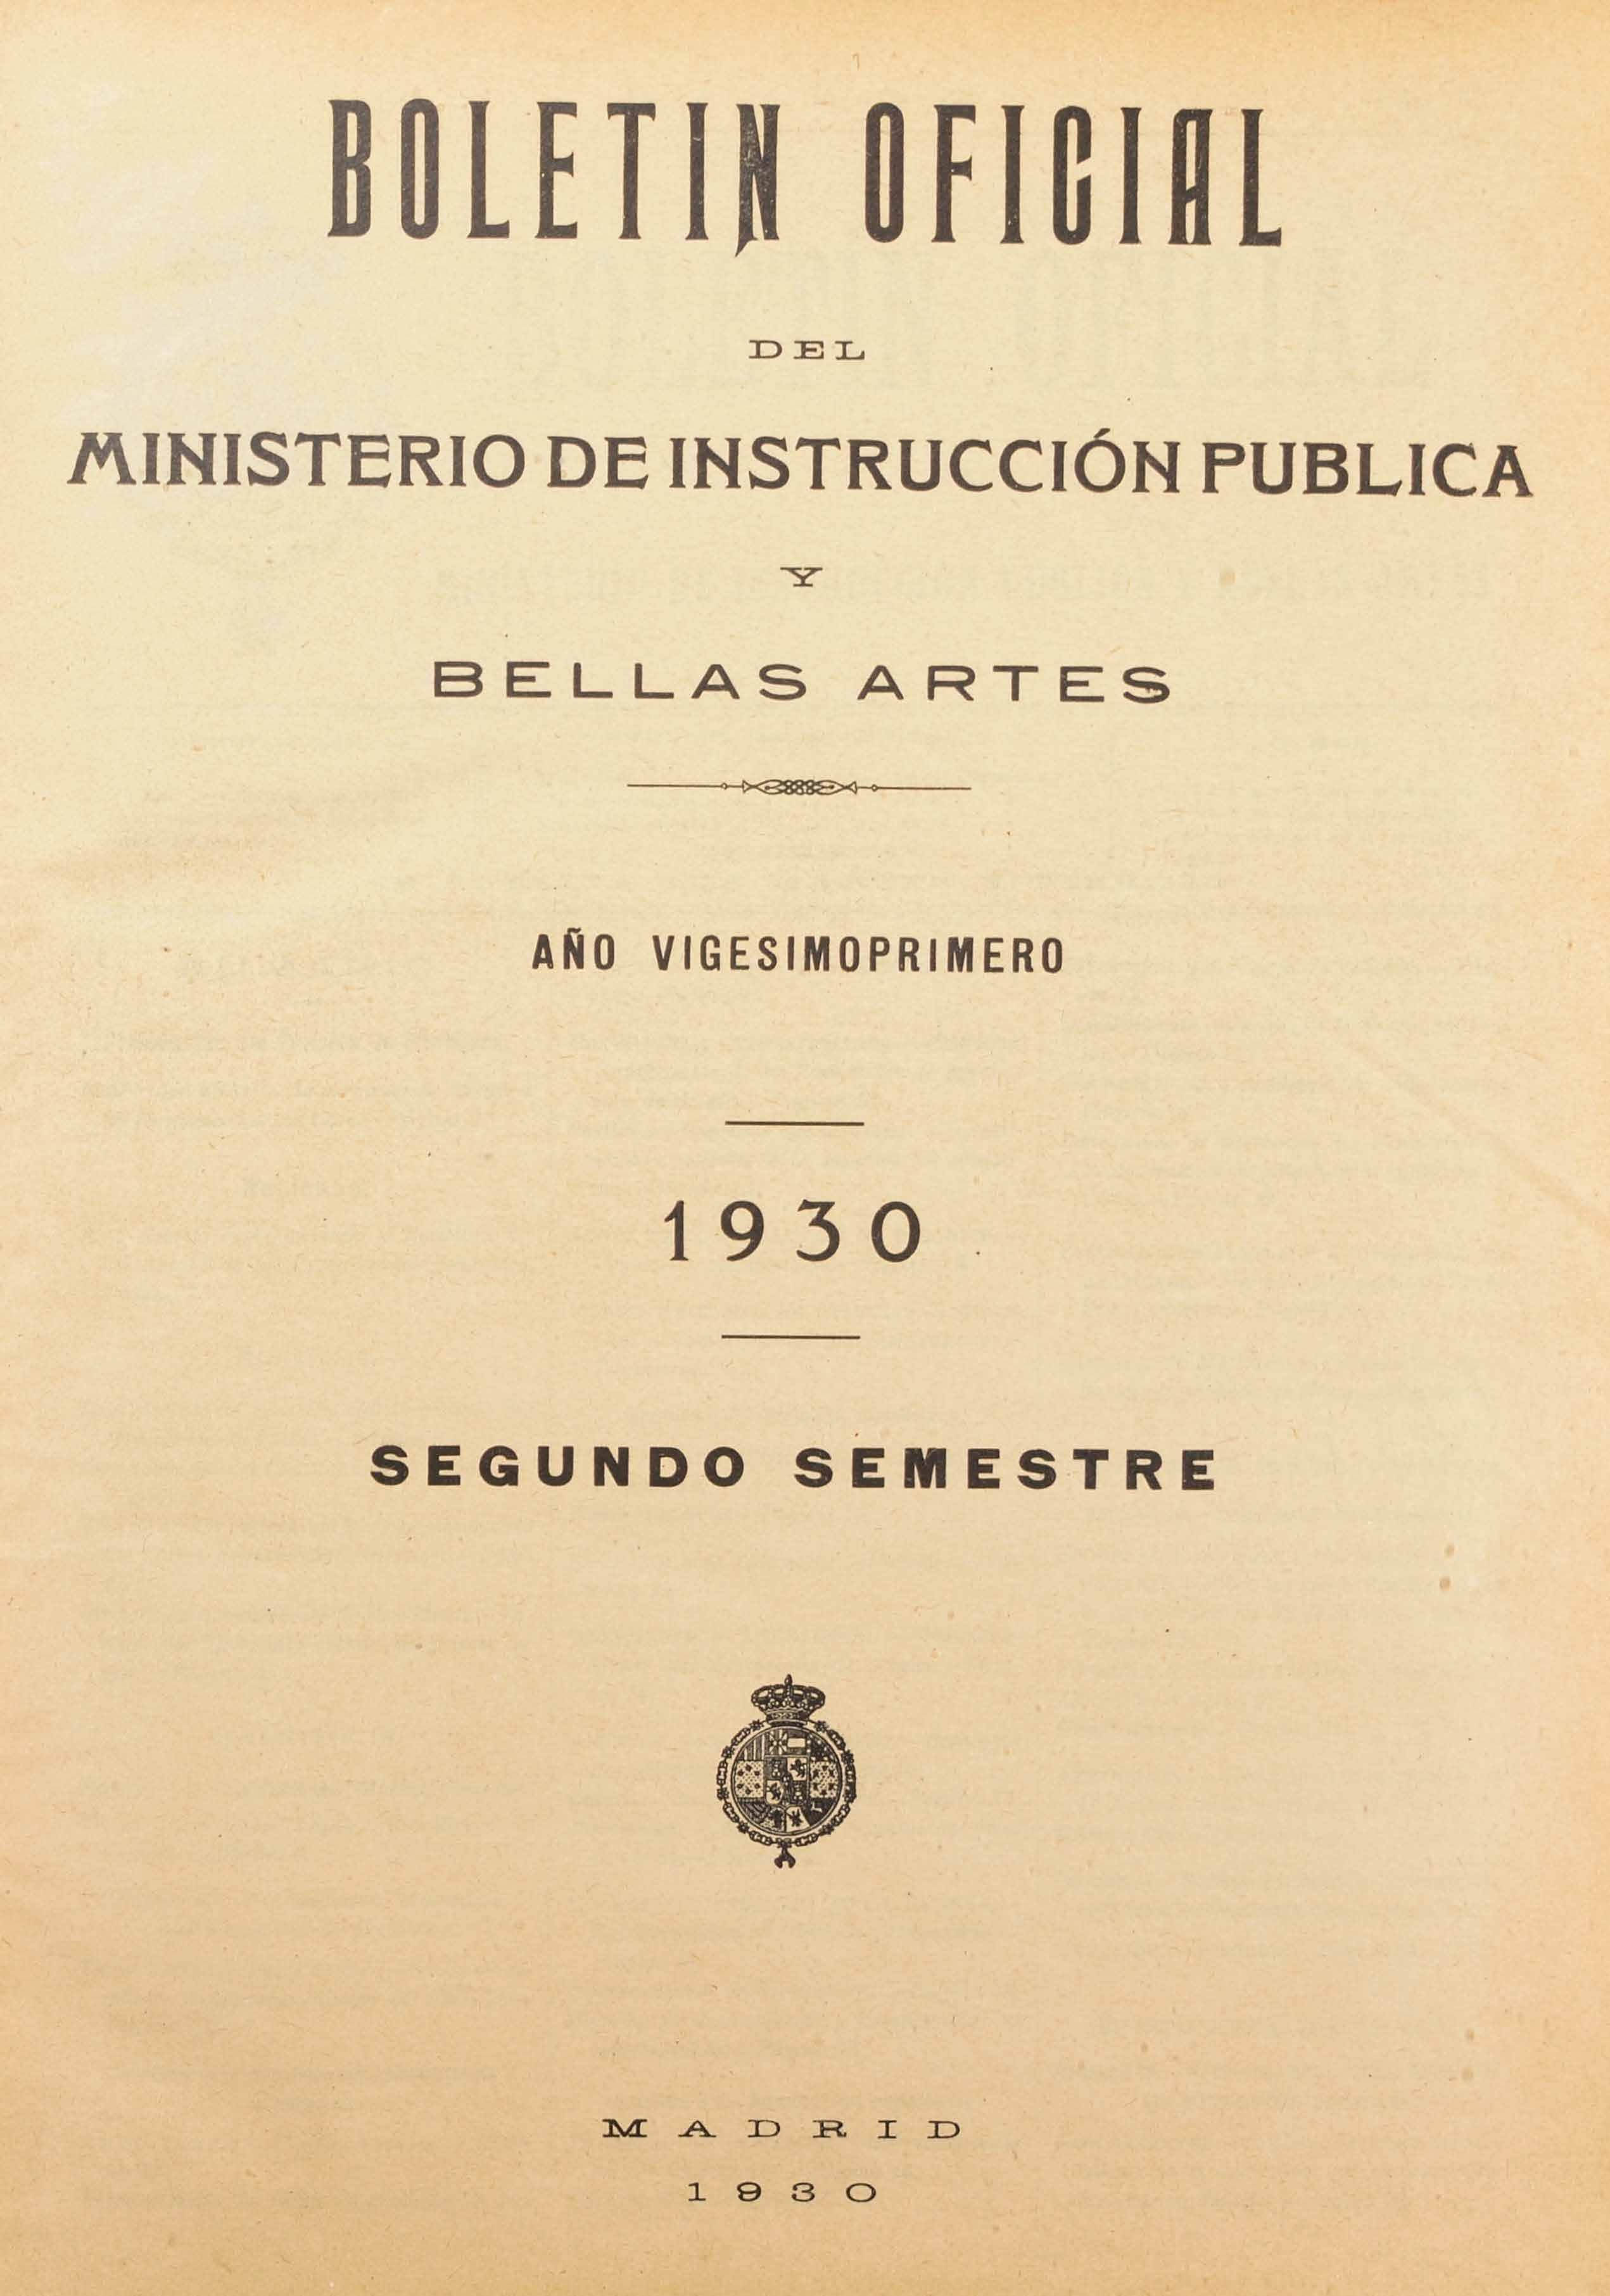 BOLETIN OFICIAL
DEL
MINISTERIO DE INSTRUCCIÓN PUBLICA
Y
BELLAS ARTES
AÑO VIGESIMOPRIMERO
1930
SEGUNDO SEMESTRE
MADRID
1930